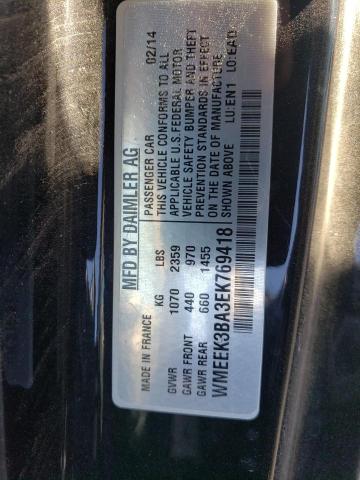 MFD BY DAIMLER AG
MADE IN FRANCE
PASSENGER CAR 02/14
KG LBS
GVWR 1070 2359
GAWR FRONT 440 970
GAWR REAR 660 1455
THIS VEHICLE CONFORMS TO ALL
APPLICABLE U.S. FEDERAL MOTOR
VEHICLE SAFETY BUMPER AND THEFT
PREVENTION STANDARDS IN EFFECT
ON THE DATE OF MANUFACTURE
SHOWN ABOVE LU:EN1 LO:EAD
WMEEK3BA3EK769418